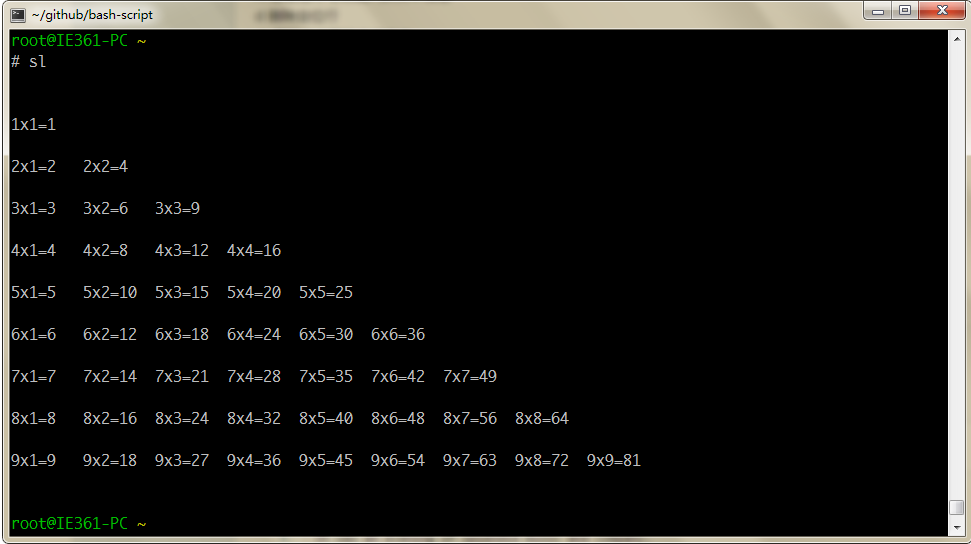 ~/github/bash-script
root@IE361-PC ~
# sl
1x1=1
2x1=2 2x2=4
3x1=3 3x2=6 3x3=9
4x1=4 4x2=8 4x3=12 4x4=16
5x1=5 5x2=10 5x3=15 5x4=20 5x5=25
6x1=6 6x2=12 6x3=18 6x4=24 6x5=30 6x6=36
7x1=7 7x2=14 7x3=21 7x4=28 7x5=35 7x6=42 7x7=49
8x1=8 8x2=16 8x3=24 8x4=32 8x5=40 8x6=48 8x7=56 8x8=64
9x1=9 9x2=18 9x3=27 9x4=36 9x5=45 9x6=54 9x7=63 9x8=72 9x9=81
root@IE361-PC ~